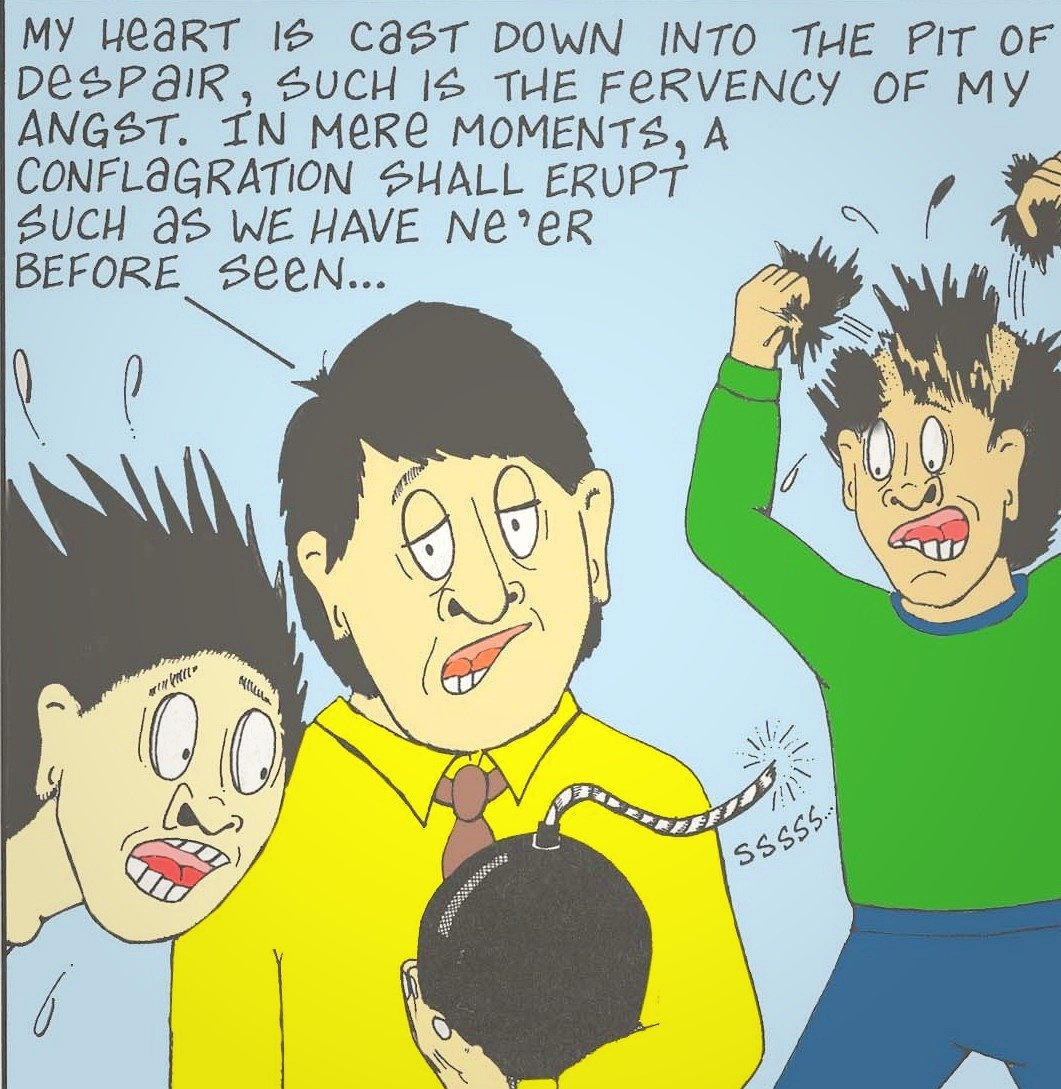 MY HEART IS CAST DOWN INTO THE PIT OF
DESPAIR, SUCH IS THE FERVENCY OF MY
ANGST. IN MERE MOMENTS, A
CONFLAGRATION SHALL ERUPT
SUCH AS WE HAVE NE'ER
BEFORE SEEN...
SSSSS...